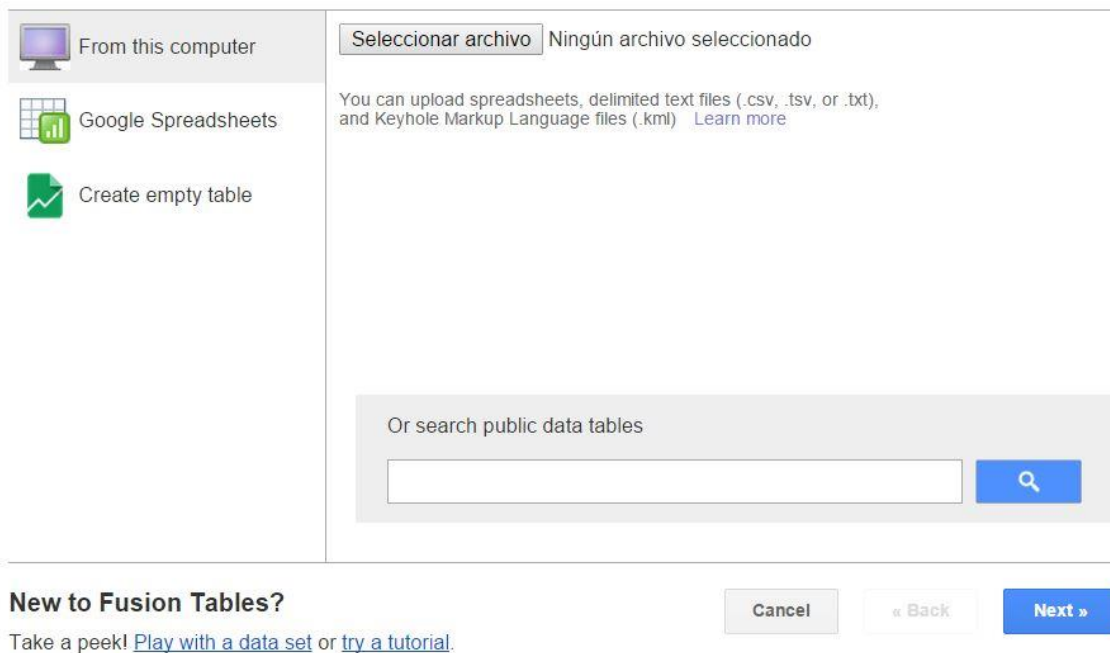 From this computer
Google Spreadsheets
Create empty table
Seleccionar archivo Ningún archivo seleccionado
You can upload spreadsheets, delimited text files (.csv, .tsv, or .txt),
and Keyhole Markup Language files (.kml) Learn more
Or search public data tables
New to Fusion Tables?
Take a peek! Play with a data set or try a tutorial.
Cancel
« Back
Next »